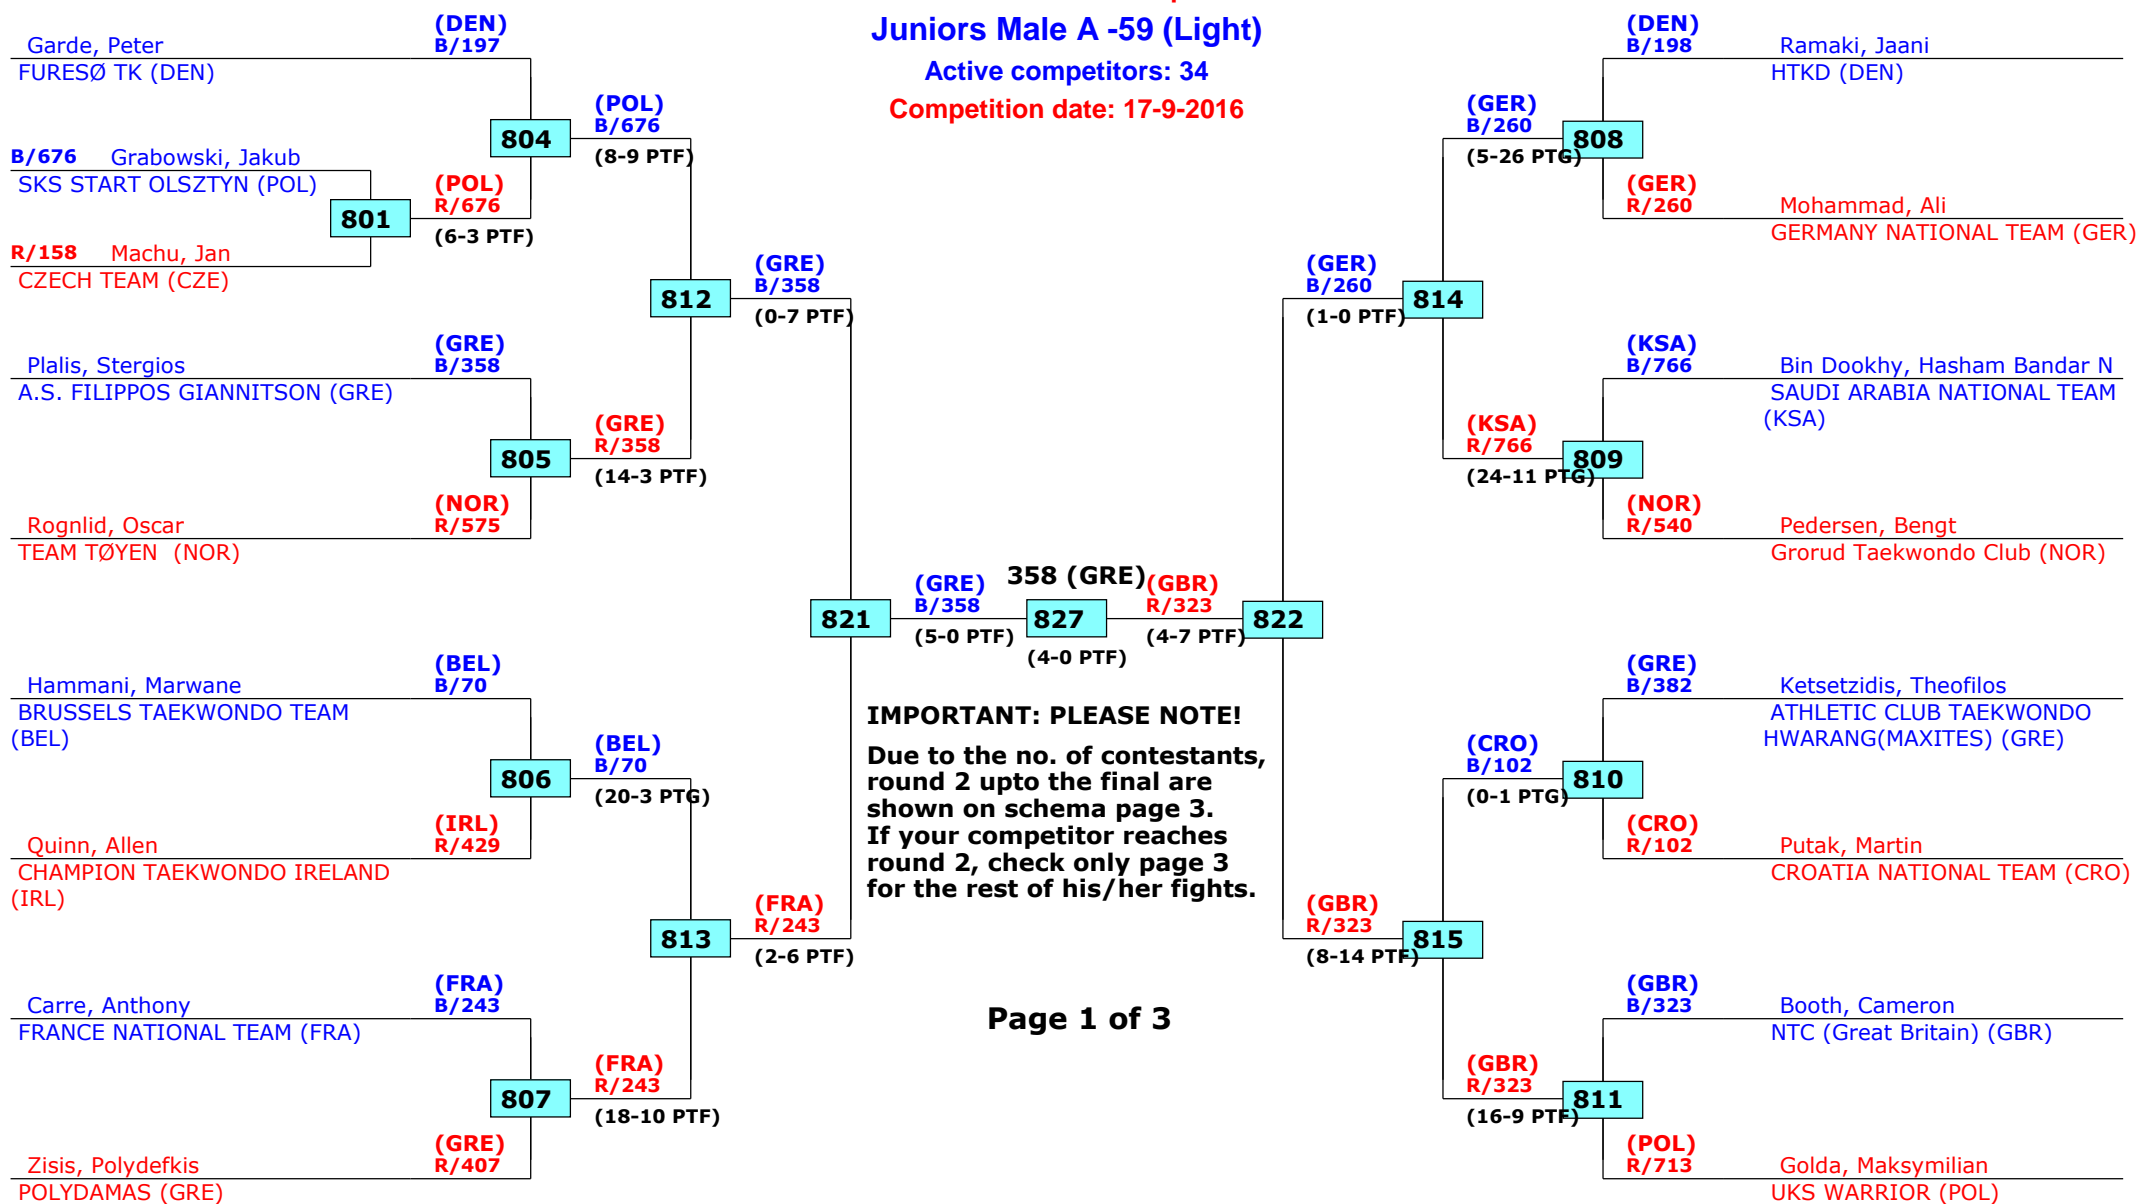 Juniors Male A -59 (Light)
Active competitors: 34
Competition date: 17-9-2016
(DEN)
B/197
Garde, Peter
FURESØ TK (DEN)
804
(POL)
B/676
(8-9 PTF)
B/676 Grabowski, Jakub
SKS START OLSZTYN (POL)
801
(POL)
R/676
(6-3 PTF)
R/158 Machu, Jan
CZECH TEAM (CZE)
812
(GRE)
B/358
(0-7 PTF)
(GRE)
B/358
Plalis, Stergios
A.S. FILIPPOS GIANNITSON (GRE)
805
(GRE)
R/358
(14-3 PTF)
(NOR)
R/575
Rognlid, Oscar
TEAM TØYEN (NOR)
821
(GRE)
B/358
(5-0 PTF)
358 (GRE)
827
(4-0 PTF)
(GBR)
R/323
(4-7 PTF)
822
(BEL)
B/70
Hammani, Marwane
BRUSSELS TAEKWONDO TEAM
(BEL)
806
(BEL)
B/70
(20-3 PTG)
(IRL)
R/429
Quinn, Allen
CHAMPION TAEKWONDO IRELAND
(IRL)
813
(FRA)
R/243
(2-6 PTF)
(FRA)
B/243
Carre, Anthony
FRANCE NATIONAL TEAM (FRA)
807
(FRA)
R/243
(18-10 PTF)
(GRE)
R/407
Zisis, Polydefkis
POLYDAMAS (GRE)
IMPORTANT: PLEASE NOTE!
Due to the no. of contestants,
round 2 upto the final are
shown on schema page 3.
If your competitor reaches
round 2, check only page 3
for the rest of his/her fights.
Page 1 of 3
(DEN)
B/198
Ramaki, Jaani
HTKD (DEN)
(GER)
B/260
(5-26 PTG)
808
(GER)
R/260
Mohammad, Ali
GERMANY NATIONAL TEAM (GER)
(GER)
B/260
(1-0 PTF)
814
(KSA)
B/766
Bin Dookhy, Hasham Bandar N
SAUDI ARABIA NATIONAL TEAM
(KSA)
(KSA)
R/766
(24-11 PTG)
809
(NOR)
R/540
Pedersen, Bengt
Grorud Taekwondo Club (NOR)
(GRE)
B/382
Ketsetzidis, Theofilos
ATHLETIC CLUB TAEKWONDO
HWARANG(MAXITES) (GRE)
(CRO)
B/102
(0-1 PTG)
810
(CRO)
R/102
Putak, Martin
CROATIA NATIONAL TEAM (CRO)
(GBR)
R/323
(8-14 PTF)
815
(GBR)
B/323
Booth, Cameron
NTC (Great Britain) (GBR)
(GBR)
R/323
(16-9 PTF)
811
(POL)
R/713
Golda, Maksymilian
UKS WARRIOR (POL)